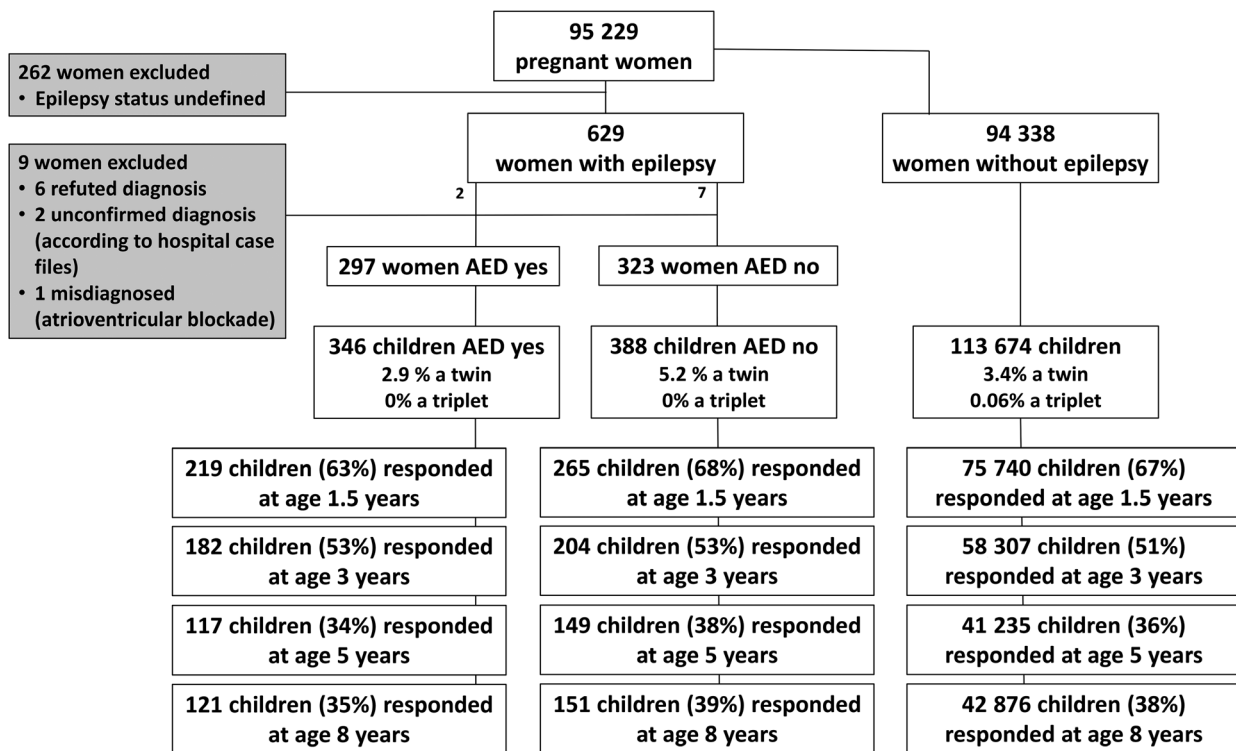 95 229
pregnant women
262 women excluded
• Epilepsy status undefined
629
women with epilepsy
94 338
women without epilepsy
9 women excluded
• 6 refuted diagnosis
• 2 unconfirmed diagnosis
(according to hospital case
files)
• 1 misdiagnosed
(atrioventricular blockade)
2
7
297 women AED yes
323 women AED no
346 children AED yes
2.9 % a twin
0% a triplet
388 children AED no
5.2 % a twin
0% a triplet
113 674 children
3.4% a twin
0.06% a triplet
219 children (63%) responded
at age 1.5 years
265 children (68%) responded
at age 1.5 years
75 740 children (67%)
responded at age 1.5 years
182 children (53%) responded
at age 3 years
204 children (53%) responded
at age 3 years
58 307 children (51%)
responded at age 3 years
117 children (34%) responded
at age 5 years
149 children (38%) responded
at age 5 years
41 235 children (36%)
responded at age 5 years
121 children (35%) responded
at age 8 years
151 children (39%) responded
at age 8 years
42 876 children (38%)
responded at age 8 years